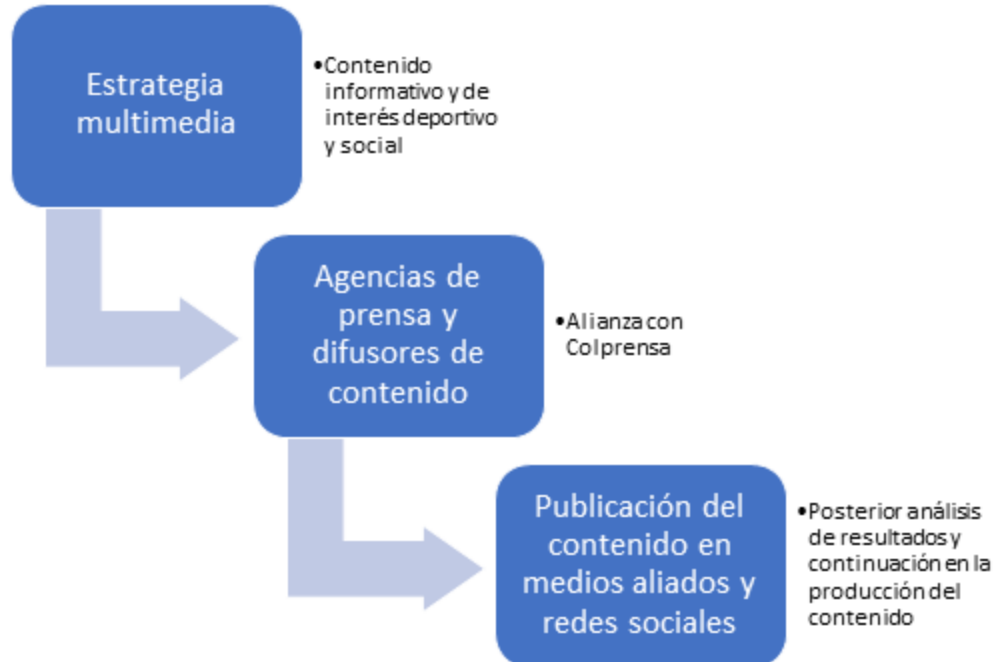 Estrategia
multimedia
•Contenido
informativo y de
interés deportivo
y social
Agencias de
prensa y
difusores de
contenido
•Alianza con
Colprensa
Publicación del
contenido en
medios aliados y
redes sociales
•Posterior análisis
de resultados y
continuación en la
producción del
contenido